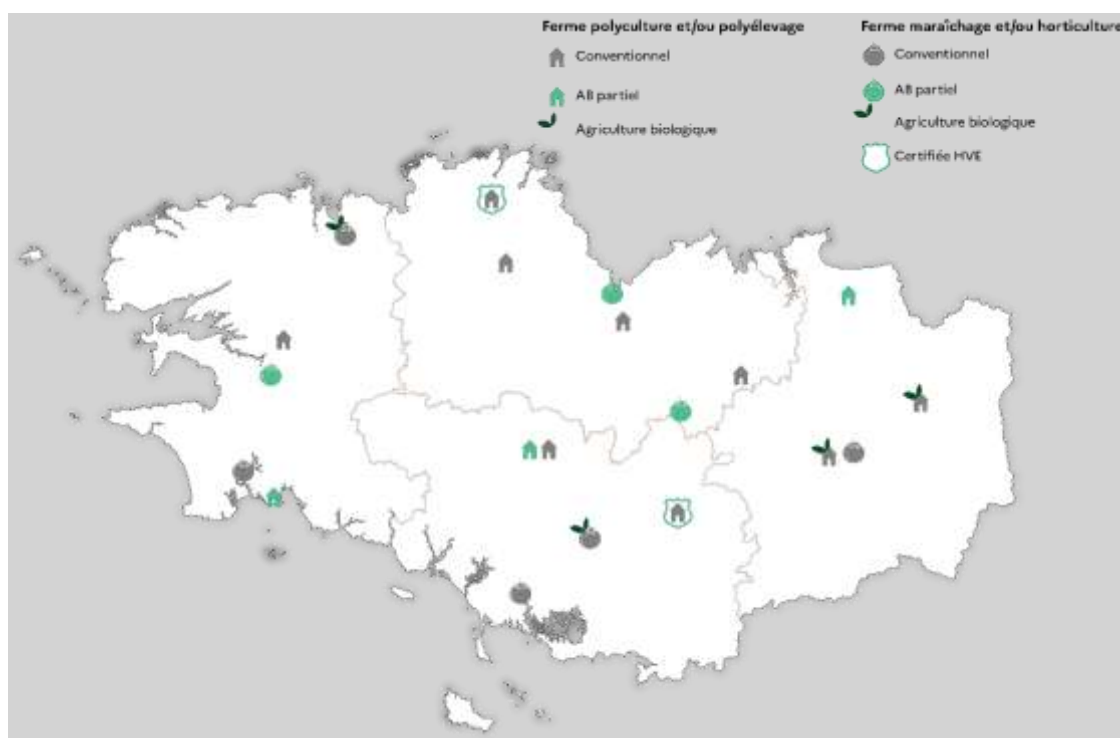 Ferme polyculture et/ou polyélevage
Conventionnel
AB partiel
Agriculture biologique
Ferme maraîchage et/ou horticulture
Conventionnel
AB partiel
Agriculture biologique
Certifiée HVE